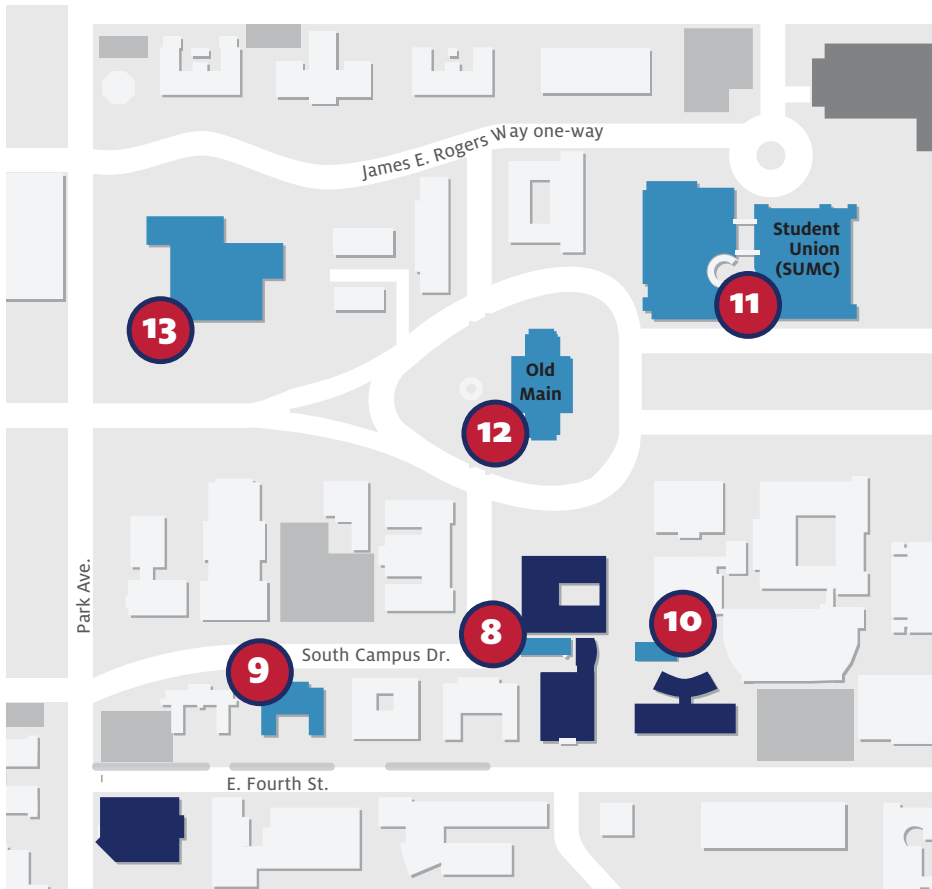 James E. Rogers Way one-way
Student
Union
(SUMC)
11
13
Old
Main
12
Park Ave.
8
10
South Campus Dr.
9
E. Fourth St.